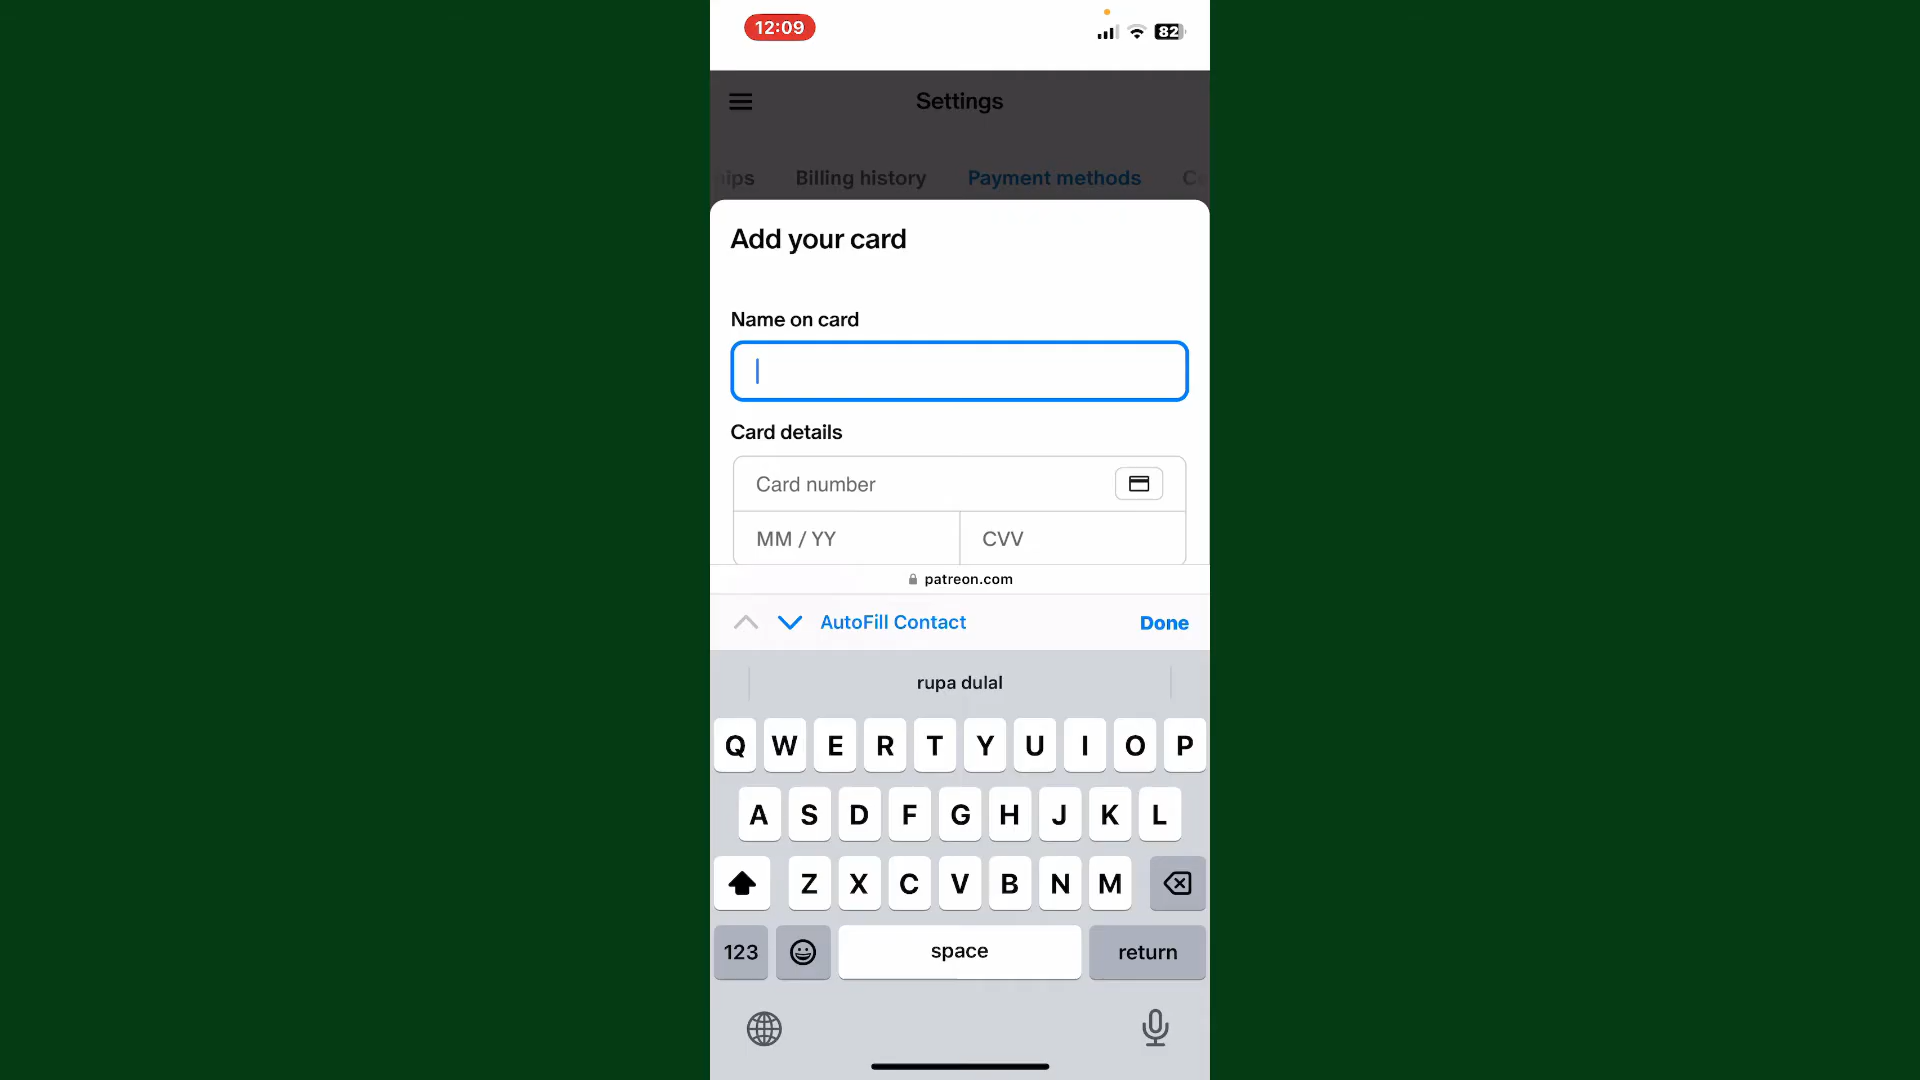 12:09
82
Settings
ips Billing history Payment methods C
Add your card
Name on card
Card details
Card number
MM / YY CVV
patreon.com
AutoFill Contact Done
rupa dulal
Q W E R T Y U I O P
A S D F G H J K L
Z X C V B N M
123 space return